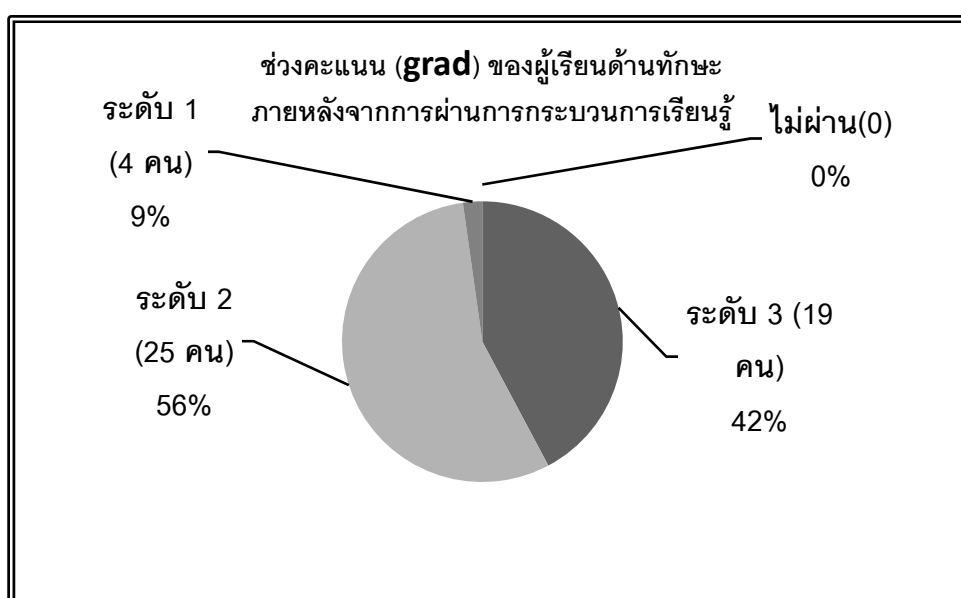 ช่วงคะแนน (grad) ของผู้เรียนด้านทักษะ
ภายหลังจากการผ่านการกระบวนการเรียนรู้
ระดับ 1
(4 คน)
9%
ไม่ผ่าน(0)
0%
ระดับ 2
(25 คน)
56%
ระดับ 3 (19
คน)
42%